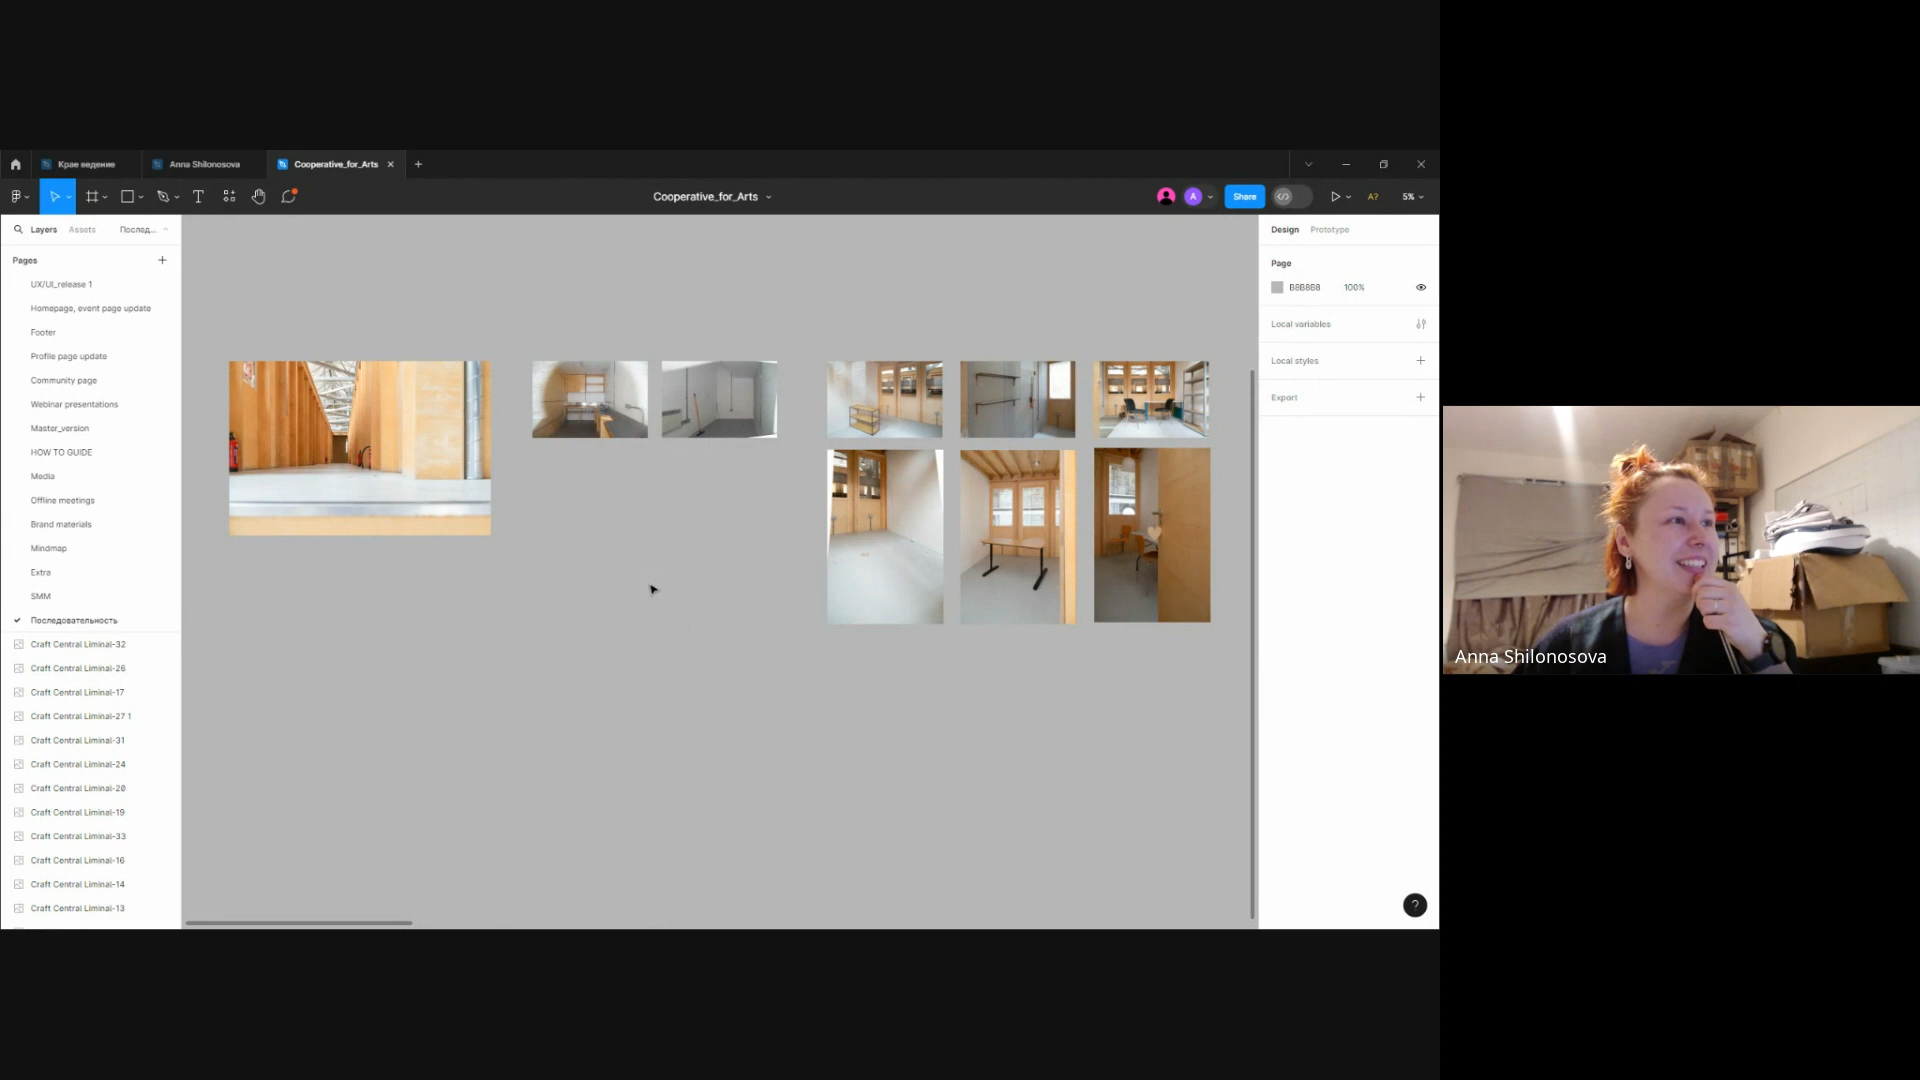 Крае ведение
Anna Shilonosova
Cooperative_for_Arts
Cooperative_for_Arts
A
Share
A?
5%
Layers
Assets
Послед...
Pages
UX/UI_release 1
Homepage, event page update
Footer
Profile page update
Community page
Webinar presentations
Master_version
HOW TO GUIDE
Media
Offline meetings
Brand materials
Mindmap
Extra
SMM
Последовательность
Craft Central Liminal-32
Craft Central Liminal-26
Craft Central Liminal-17
Craft Central Liminal-27 1
Craft Central Liminal-31
Craft Central Liminal-24
Craft Central Liminal-20
Craft Central Liminal-19
Craft Central Liminal-33
Craft Central Liminal-16
Craft Central Liminal-14
Craft Central Liminal-13
Design
Prototype
Page
B8B8B8
100%
Local variables
Local styles
Export
?
Anna Shilonosova